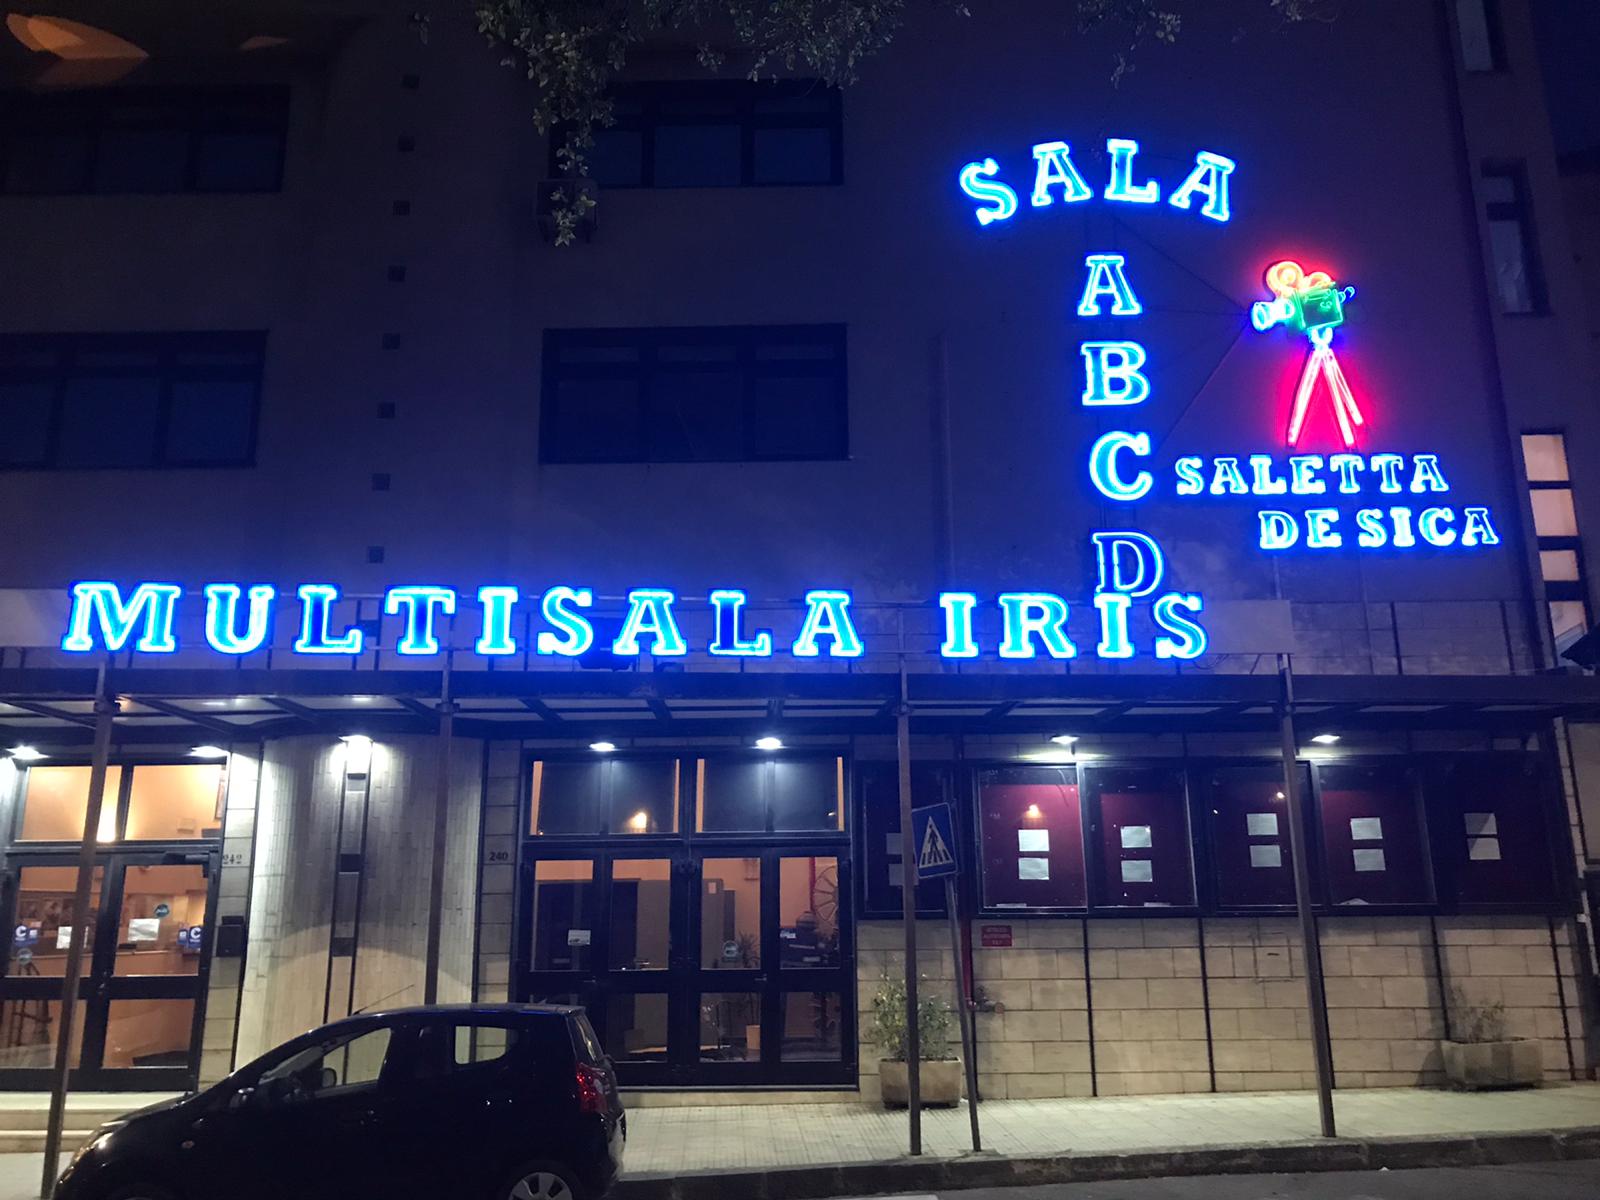 SALA
A
B
C
D
SALETTA
DE SICA
MULTISALA IRIS
242
240
C
C